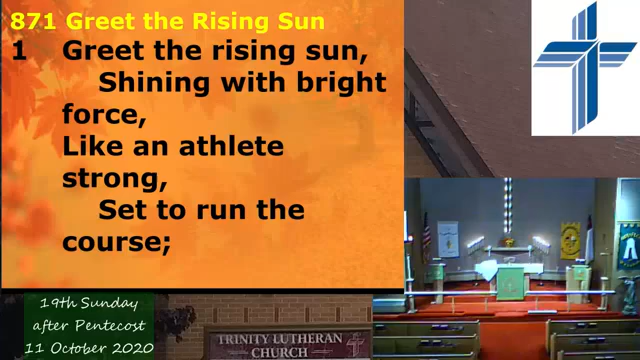 871 Greet the Rising Sun
1 Greet the rising sun,
Shining with bright
force,
Like an athlete
strong,
Set to run the
course;
19th Sunday
after Pentecost
11 October 2020
TRINITY LUTHERAN
CHURCH